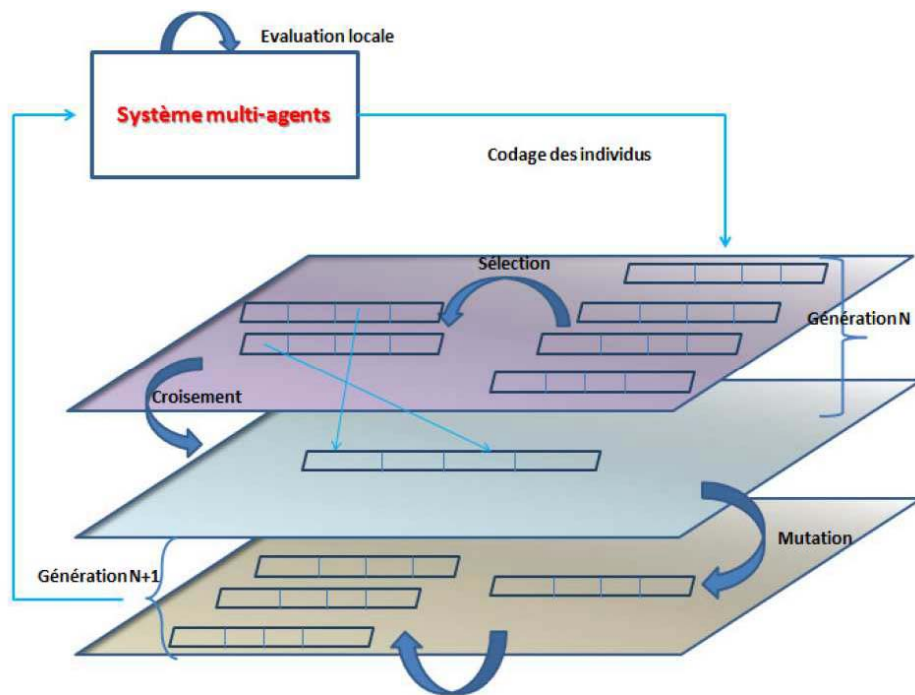 Evaluation locale
Système multi-agents
Codage des individus
Sélection
Génération N
Croisement
Mutation
Génération N+1